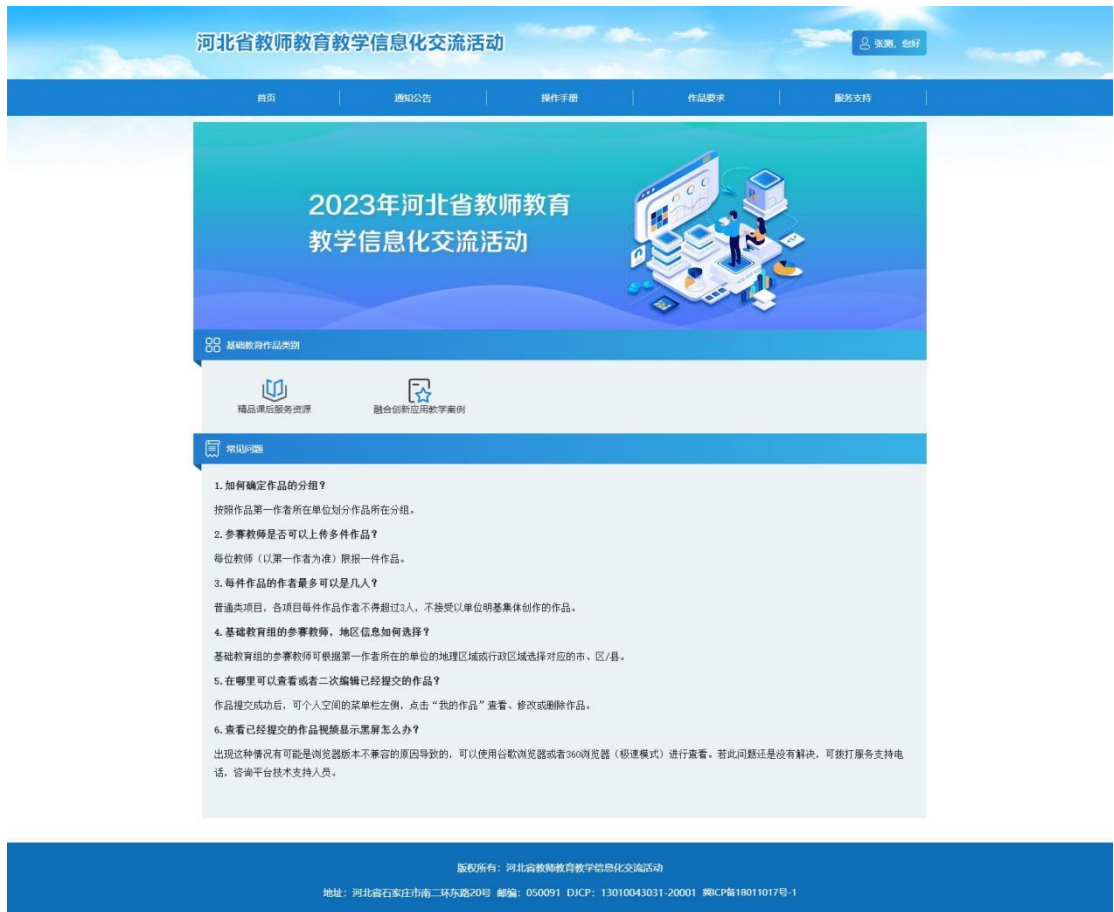 河北省教师教育教学信息化交流活动
张测，您好
首页 通知公告 操作手册 作品要求 服务支持
2023年河北省教师教育
教学信息化交流活动
基础教育作品类别
精品课后服务资源 融合创新应用教学案例
常见问题
1. 如何确定作品的分组？
按照作品第一作者所在单位划分作品所在分组。
2. 参赛教师是否可以上传多件作品？
每位教师（以第一作者为准）限报一件作品。
3. 每件作品的作者最多可以是几人？
普通类项目，各项目每件作品作者不得超过3人，不接受以单位明基集体创作的作品。
4. 基础教育组的参赛教师，地区信息如何选择？
基础教育组的参赛教师可根据第一作者所在的单位的地理区域或行政区域选择对应的市、区/县。
5. 在哪里可以查看或者二次编辑已经提交的作品？
作品提交成功后，可个人空间的菜单栏左侧，点击“我的作品”查看、修改或删除作品。
6. 查看已经提交的作品视频显示黑屏怎么办？
出现这种情况有可能是浏览器版本不兼容的原因导致的，可以使用谷歌浏览器或者360浏览器（极速模式）进行查看。若此问题还是没有解决，可拨打服务支持电
话，咨询平台技术支持人员。
版权所有：河北省教师教育教学信息化交流活动
地址：河北省石家庄市南二环东路20号 邮编：050091 DJCP：13010043031-20001 冀ICP备18011017号-1